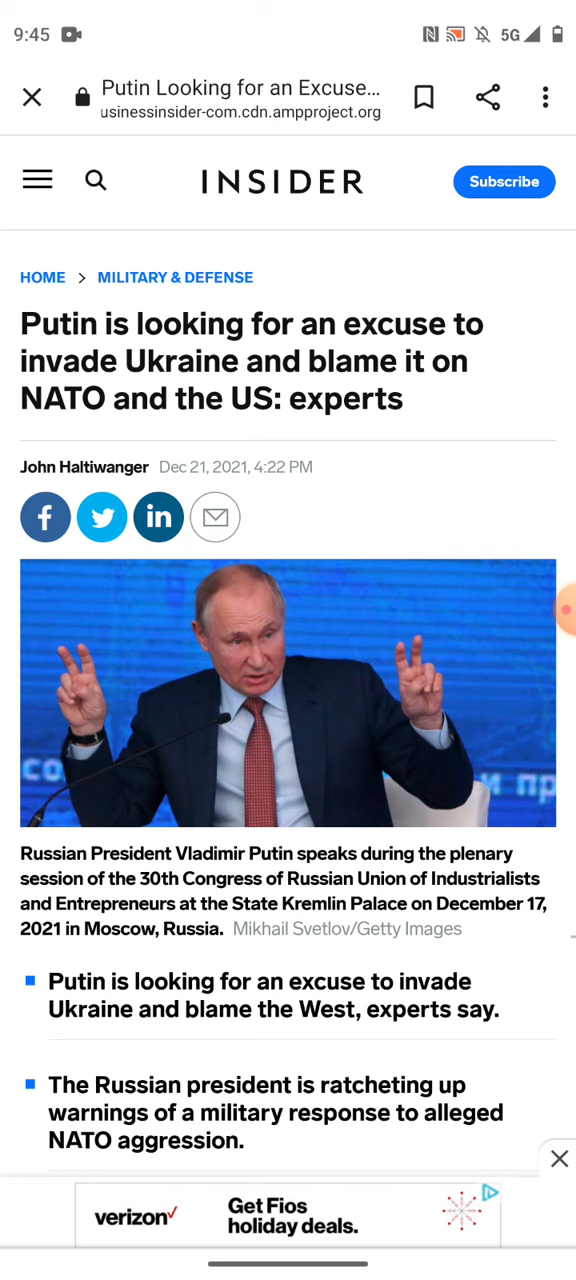 9:45
5G
Putin Looking for an Excuse...
usinessinsider-com.cdn.ampproject.org
INSIDER
Subscribe
HOME > MILITARY & DEFENSE
Putin is looking for an excuse to
invade Ukraine and blame it on
NATO and the US: experts
John Haltiwanger Dec 21, 2021, 4:22 PM
f
in
со
и пр
Russian President Vladimir Putin speaks during the plenary
session of the 30th Congress of Russian Union of Industrialists
and Entrepreneurs at the State Kremlin Palace on December 17,
2021 in Moscow, Russia. Mikhail Svetlov/Getty Images
Putin is looking for an excuse to invade
Ukraine and blame the West, experts say.
The Russian president is ratcheting up
warnings of a military response to alleged
NATO aggression.
verizon
Get Fios
holiday deals.